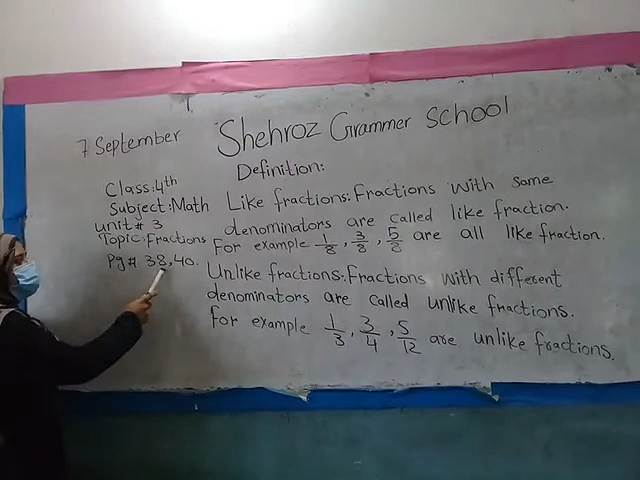 7 September
Shehroz Grammer School
Definition:
Class:4th
Subject:Math
unit # 3
Topic:Fractions
Pg# 38,40.
Like fractions:Fractions with same
denominators are called like fraction.
For example 1/8, 3/8, 5/8 are all like fraction.
Unlike fractions:Fractions with different
denominators are called unlike fractions.
For example 1/3, 3/4, 5/12 are unlike fractions.